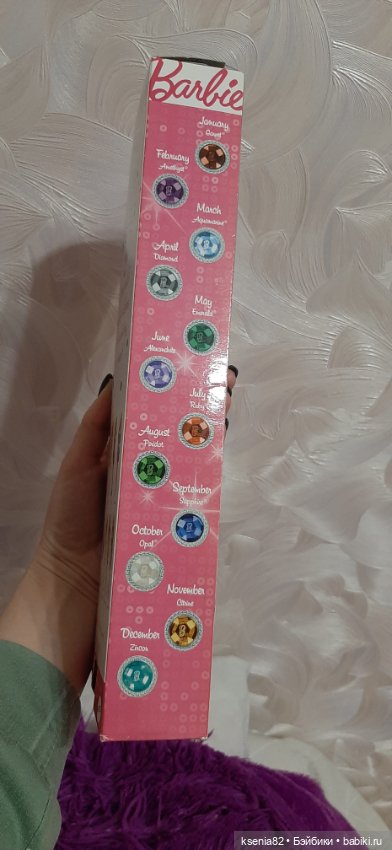 Barbie
January
Garnet
February
Amethyst
March
Aquamarine
April
Diamond
May
Emerald
June
Alexandrite
July
Ruby
August
Peridot
September
Sapphire
October
Opal
November
Citrine
December
Zircon
ksenia82 • Бэйбики • babiki.ru